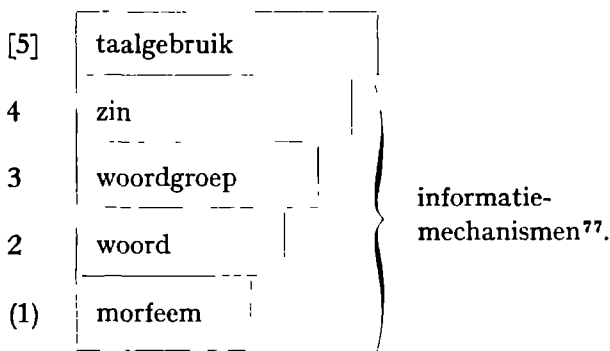 [5] taalgebruik
4 zin
3 woordgroep
informatie-
mechanismen⁷⁷.
2 woord
(1) morfeem